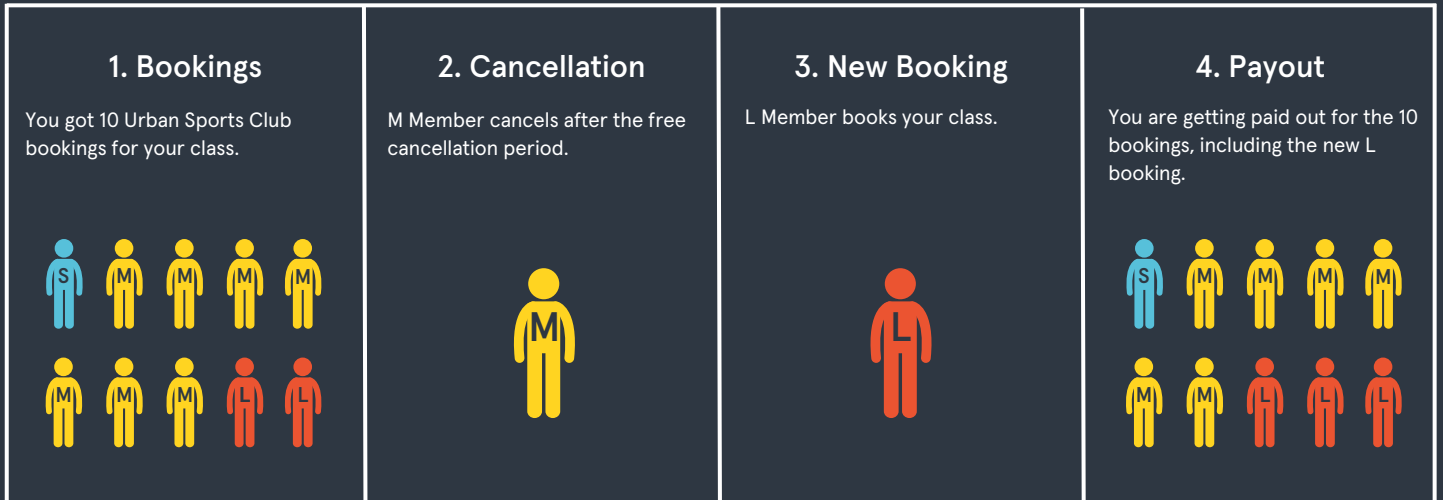 1. Bookings
You got 10 Urban Sports Club
bookings for your class.
S M M M M
M M M L L
2. Cancellation
M Member cancels after the free
cancellation period.
M
3. New Booking
L Member books your class.
L
4. Payout
You are getting paid out for the 10
bookings, including the new L
booking.
S M M M M
M M L L L